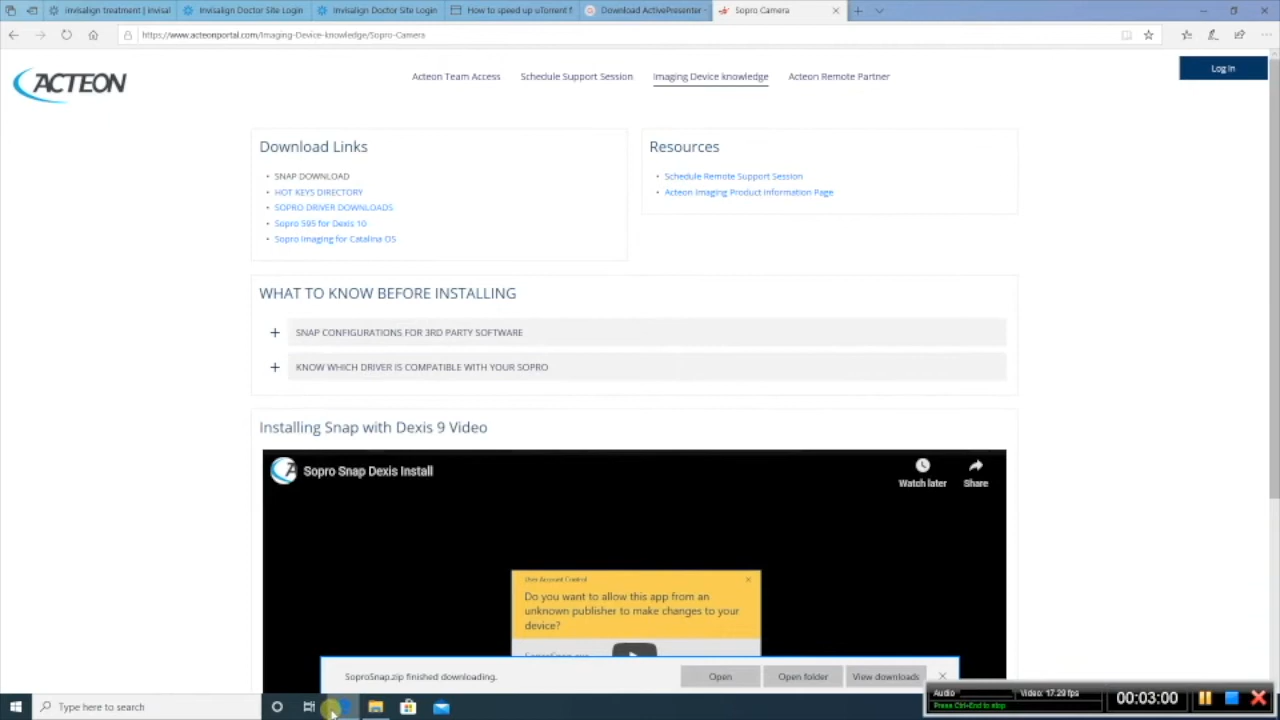 invisalign treatment | invisal
Invisalign Doctor Site Login
Invisalign Doctor Site Login
How to speed up uTorrent f
Download ActivePresenter -
Sopro Camera
https://www.acteonportal.com/Imaging-Device-knowledge/Sopro-Camera
ACTEON
Acteon Team Access
Schedule Support Session
Imaging Device knowledge
Acteon Remote Partner
Log In
Download Links
• SNAP DOWNLOAD
• HOT KEYS DIRECTORY
• SOPRO DRIVER DOWNLOADS
• Sopro 595 for Dexis 10
• Sopro Imaging for Catalina OS
Resources
• Schedule Remote Support Session
• Acteon Imaging Product Information Page
WHAT TO KNOW BEFORE INSTALLING
+ SNAP CONFIGURATIONS FOR 3RD PARTY SOFTWARE
+ KNOW WHICH DRIVER IS COMPATIBLE WITH YOUR SOPRO
Installing Snap with Dexis 9 Video
Sopro Snap Dexis Install
Watch later
Share
User Account Control
Do you want to allow this app from an
unknown publisher to make changes to your
device?
SoproSnap.exe
SoproSnap.zip finished downloading.
Open
Open folder
View downloads
Type here to search
Audio
Video: 17.29 fps
Press Ctrl-End to stop
00:03:00